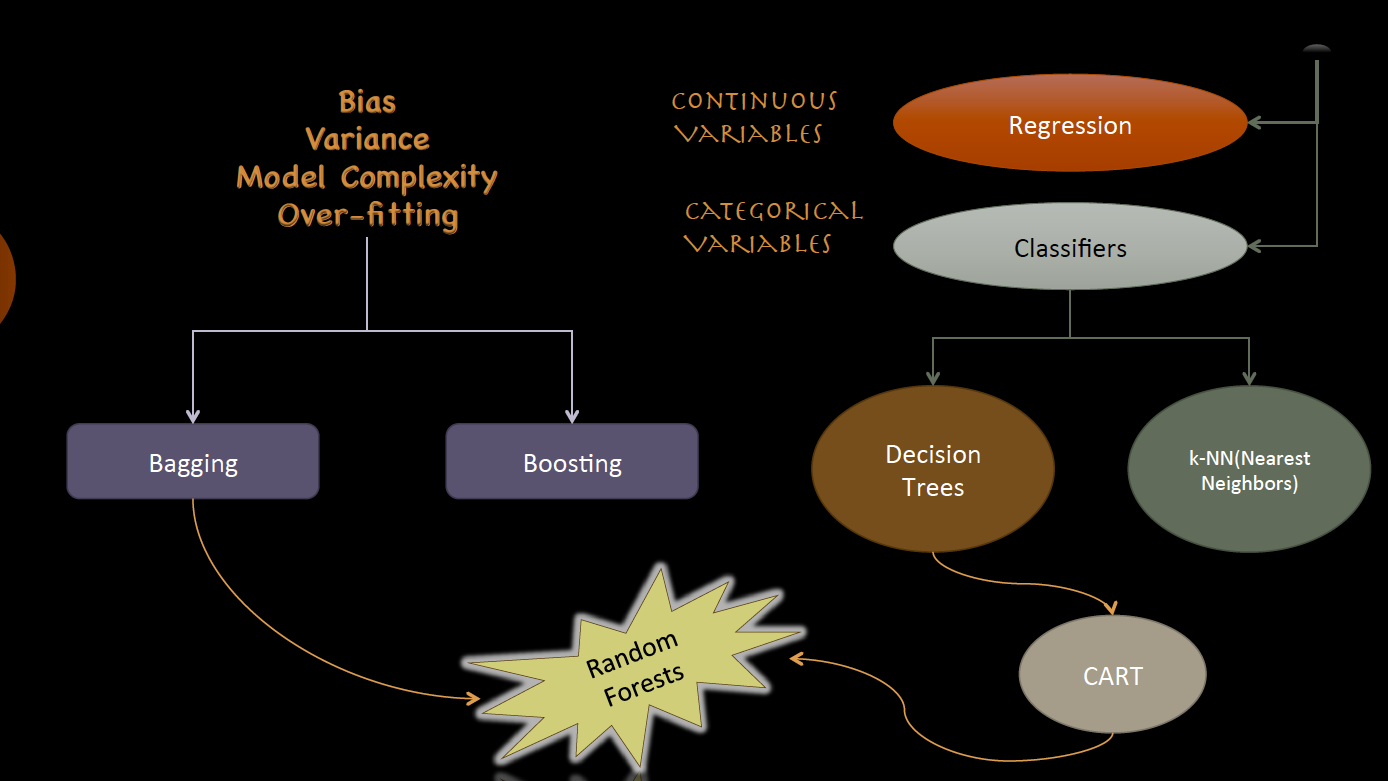 Bias
Variance
Model Complexity
Over-fitting
CONTINUOUS
VARIABLES
CATEGORICAL
VARIABLES
Regression
Classifiers
Bagging
Boosting
Decision
Trees
k-NN(Nearest
Neighbors)
Random
Forests
CART